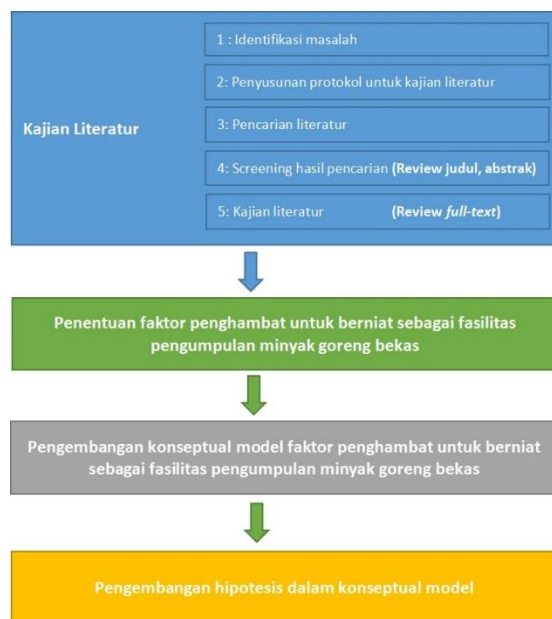 Kajian Literatur
1 : Identifikasi masalah
2: Penyusunan protokol untuk kajian literatur
3: Pencarian literatur
4: Screening hasil pencarian (Review judul, abstrak)
5: Kajian literatur (Review full-text)
Penentuan faktor penghambat untuk berniat sebagai fasilitas
pengumpulan minyak goreng bekas
Pengembangan konseptual model faktor penghambat untuk berniat
sebagai fasilitas pengumpulan minyak goreng bekas
Pengembangan hipotesis dalam konseptual model